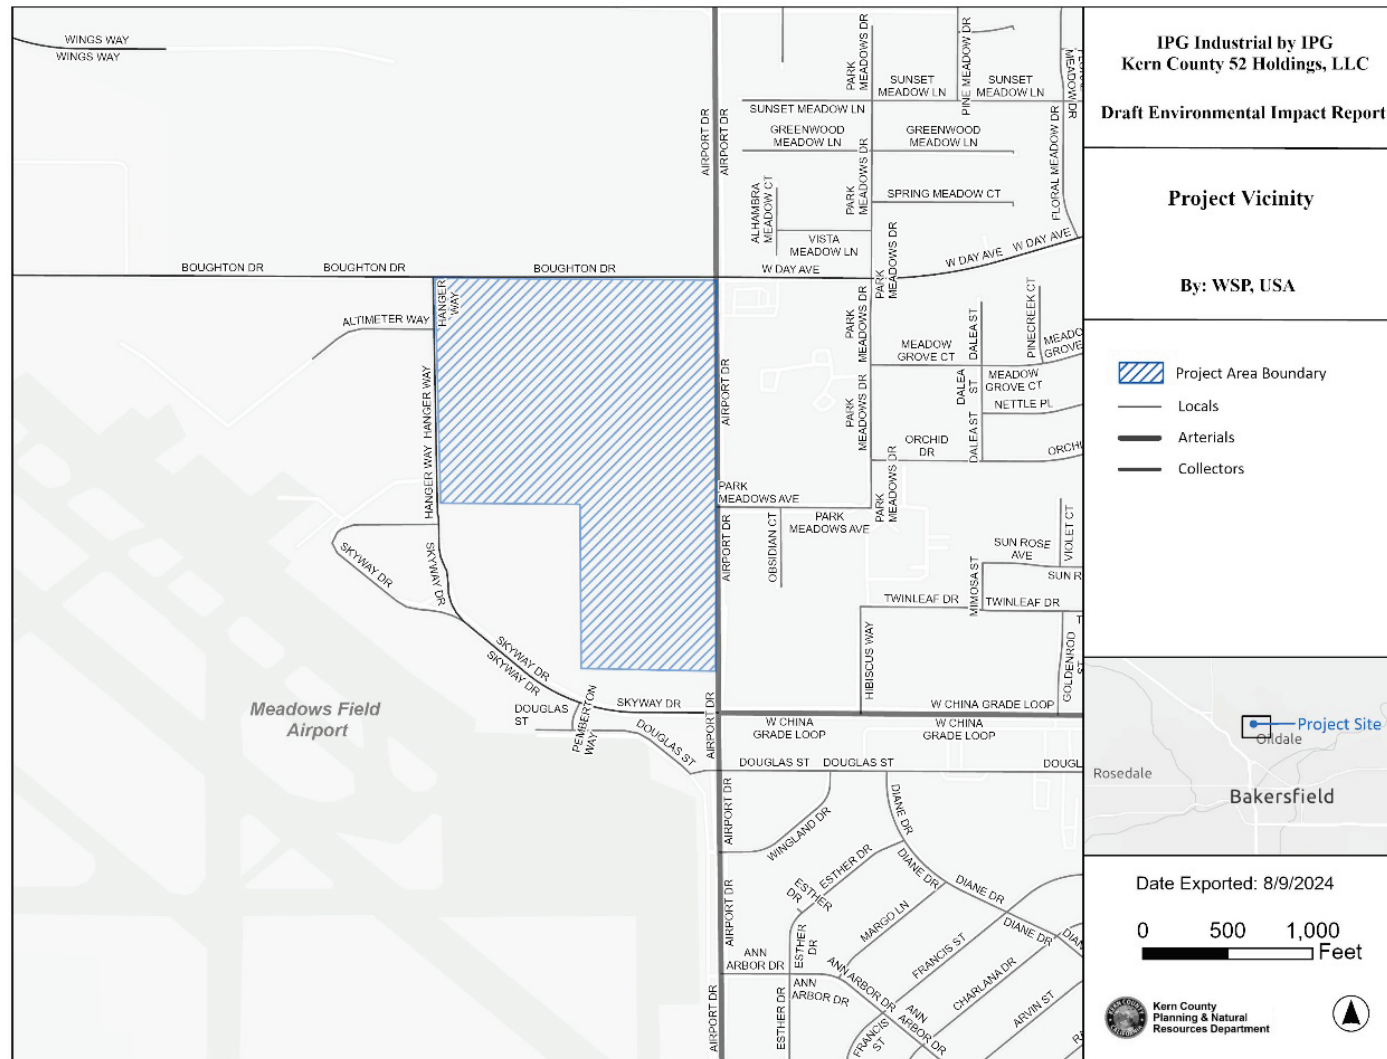 WINGS WAY
WINGS WAY
AIRPORT DR
AIRPORT DR
PARK
MEADOWS DR
PINE MEADOW DR
SUNSET
MEADOW LN
SUNSET
MEADOW LN
SUNSET MEADOW LN
MEADOW DR
GREENWOOD
MEADOW LN
GREENWOOD
MEADOW LN
PARK
MEADOWS DR
FLORAL MEADOW DR
ALHAMBRA
MEADOW CT
SPRING MEADOW CT
PARK
MEADOWS DR
VISTA
MEADOW LN
W DAY AVE
W DAY AVE
W DAY AVE
BOUGHTON DR
BOUGHTON DR
BOUGHTON DR
PARK
MEADOWS DR
HANGER
WAY
ALTIMETER WAY
HANGER WAY
HANGER WAY
HANGER WAY
AIRPORT DR
PARK
MEADOWS DR
MEADOW
GROVE CT
DALEA ST
PINECREEK CT
MEADO
GROVE
MEADOW
GROVE CT
DALEA
ST
NETTLE PL
PARK
MEADOWS DR
ORCHID
DR
DALEA ST
ORCHI
PARK
MEADOWS AVE
PARK
MEADOWS AVE
PARK
MEADOWS DR
AIRPORT DR
OBSIDIAN CT
SUN ROSE
AVE
VIOLET CT
SUN R
MIMOSA ST
TWINLEAF DR
TWINLEAF DR
T
HIBISCUS WAY
GOLDENROD
ST
SKYWAY DR
SKYWAY DR
SKYWAY DR
SKYWAY DR
SKYWAY DR
Meadows Field
Airport
DOUGLAS
ST
PEMBERTON
WAY
DOUGLAS ST
AIRPORT DR
W CHINA GRADE LOOP
W CHINA
GRADE LOOP
W CHINA
GRADE LOOP
DOUGLAS ST
DOUGLAS ST
DOUGL
AIRPORT DR
WINGLAND DR
DIANE DR
ESTHER DR
ESTHER
DR
DIANE DR
DIANE DR
DIANE DR
DIAN
AIRPORT DR
MARGO LN
ESTHER
DR
FRANCIS ST
ANN
ARBOR DR
ANN
ARBOR DR
ANN ARBOR DR
ANN
ARBOR DR
CHARLANA DR
ARVIN ST
ESTHER DR
FRANCIS
ST
AIRPORT DR
IPG Industrial by IPG
Kern County 52 Holdings, LLC
Draft Environmental Impact Report
Project Vicinity
By: WSP, USA
Project Area Boundary
Locals
Arterials
Collectors
Project Site
Oildale
Rosedale
Bakersfield
Date Exported: 8/9/2024
0 500 1,000
Feet
Kern County
Planning & Natural
Resources Department